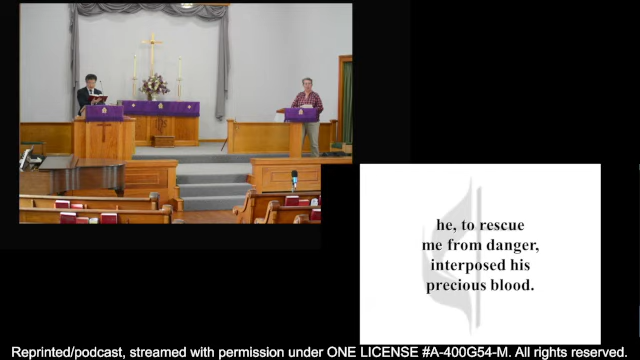 he, to rescue
me from danger,
interposed his
precious blood.
Reprinted/podcast, streamed with permission under ONE LICENSE #A-400G54-M. All rights reserved.